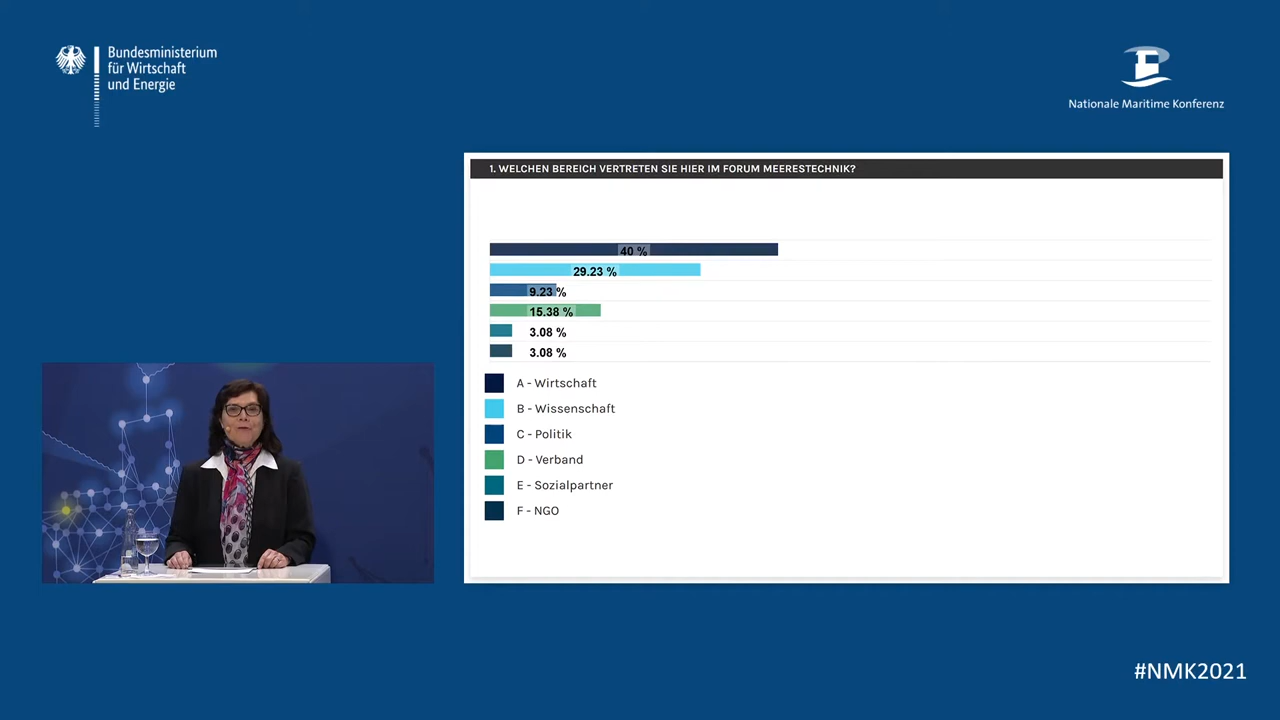 Bundesministerium
für Wirtschaft
und Energie
Nationale Maritime Konferenz
1. WELCHEN BEREICH VERTRETEN SIE HIER IM FORUM MEERESTECHNIK?
40 %
29.23 %
9.23 %
15.38 %
3.08 %
3.08 %
A - Wirtschaft
B - Wissenschaft
C - Politik
D - Verband
E - Sozialpartner
F - NGO
#NMK2021